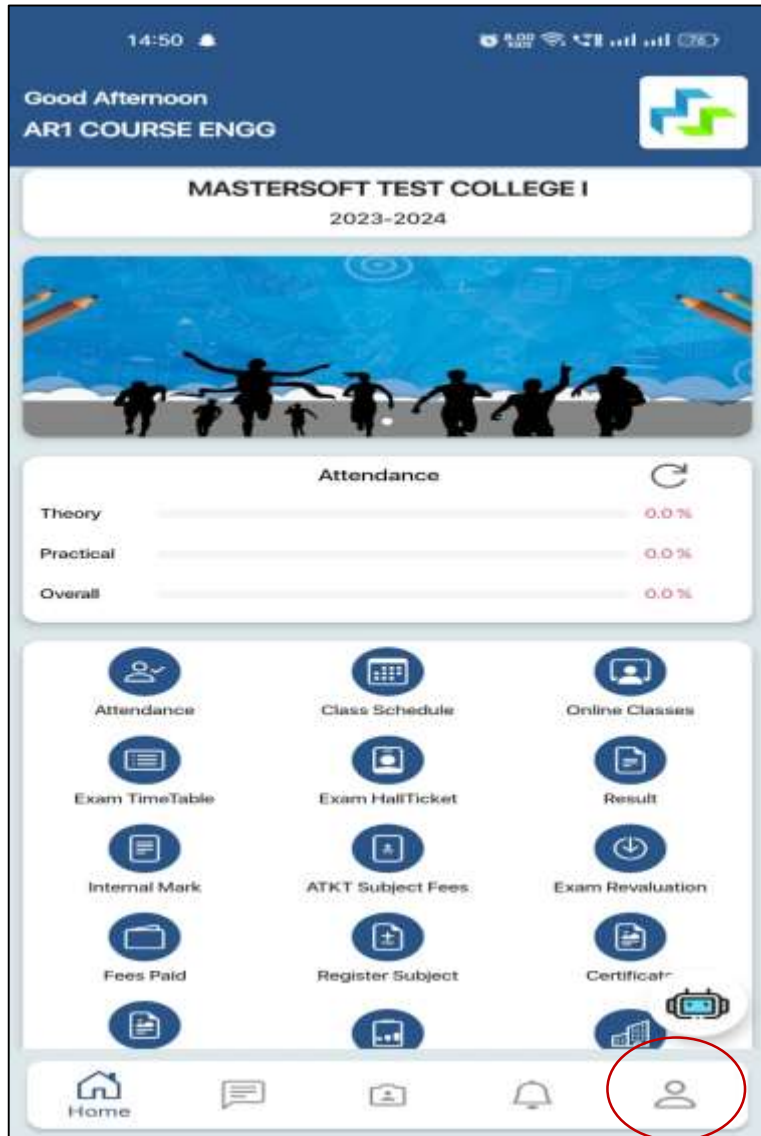 14:50
Good Afternoon
AR1 COURSE ENGG
MASTERSOFT TEST COLLEGE I
2023-2024
Attendance
Theory 0.0 %
Practical 0.0 %
Overall 0.0 %
Attendance Class Schedule Online Classes
Exam TimeTable Exam HallTicket Result
Internal Mark ATKT Subject Fees Exam Revaluation
Fees Paid Register Subject
Home